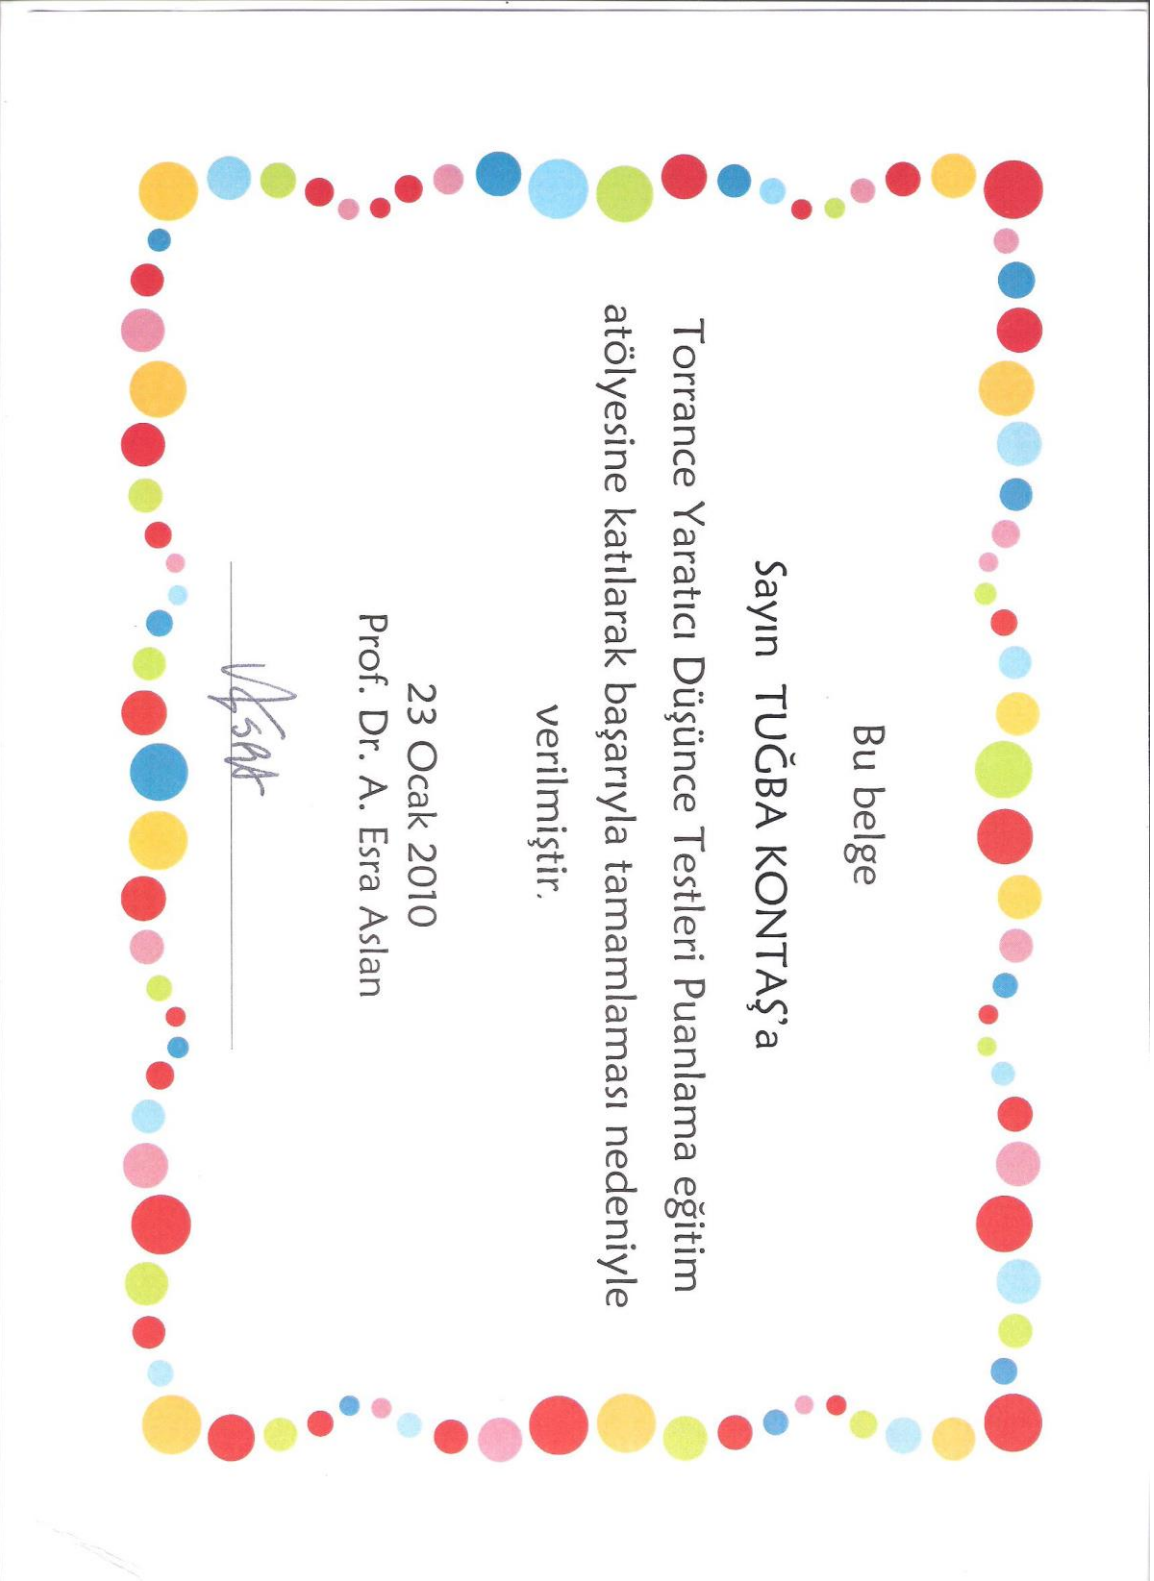 Bu belge
Sayın TUĞBA KONTAŞ'a
Torrance Yaratıcı Düşünce Testleri Puanlama eğitim
atölyesine katılarak başarıyla tamamlaması nedeniyle
verilmiştir.
23 Ocak 2010
Prof. Dr. A. Esra Aslan